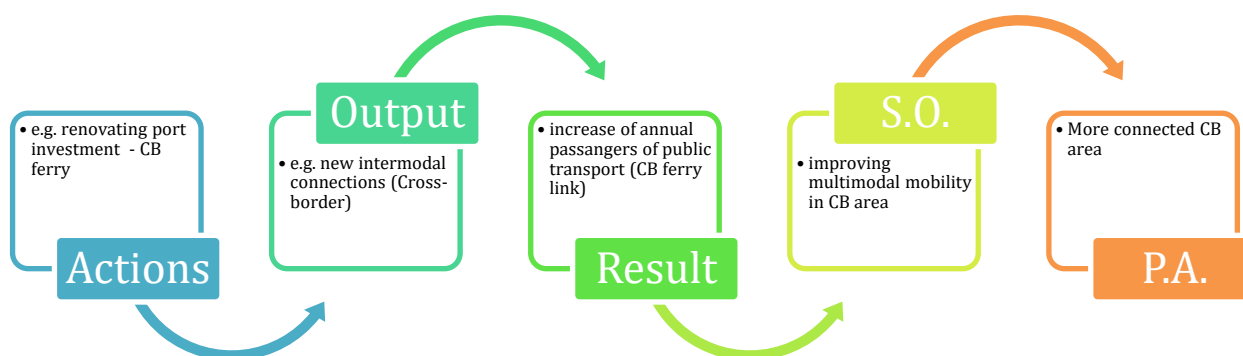 • e.g. renovating port
investment - CB
ferry
Actions
Output
• e.g. new intermodal
connections (Cross-
border)
• increase of annual
passangers of public
transport (CB ferry
link)
Result
S.O.
• improving
multimodal mobility
in CB area
• More connected CB
area
P.A.